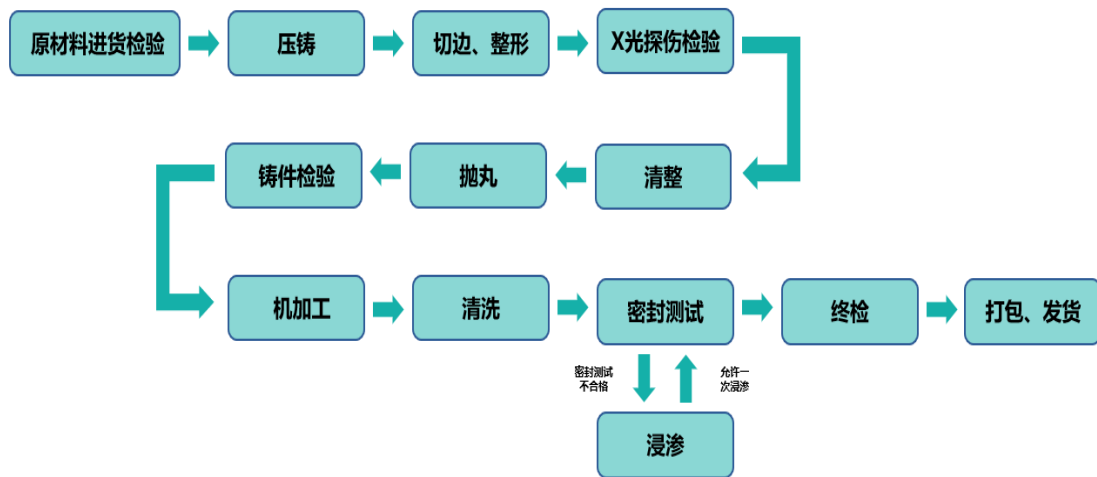 原材料进货检验
压铸
切边、整形
X光探伤检验
清整
抛丸
铸件检验
机加工
清洗
密封测试
终检
打包、发货
密封测试
不合格
允许一
次浸渗
浸渗